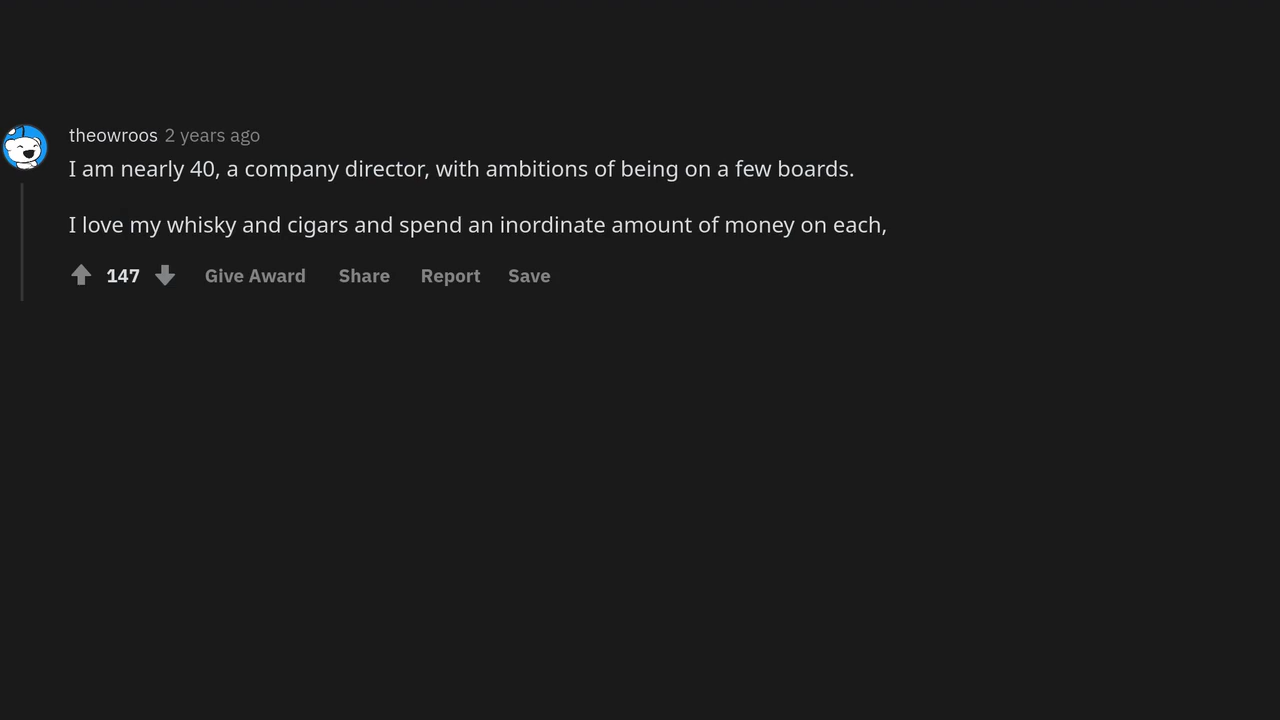 theowroos 2 years ago
I am nearly 40, a company director, with ambitions of being on a few boards.
I love my whisky and cigars and spend an inordinate amount of money on each,
147 Give Award Share Report Save